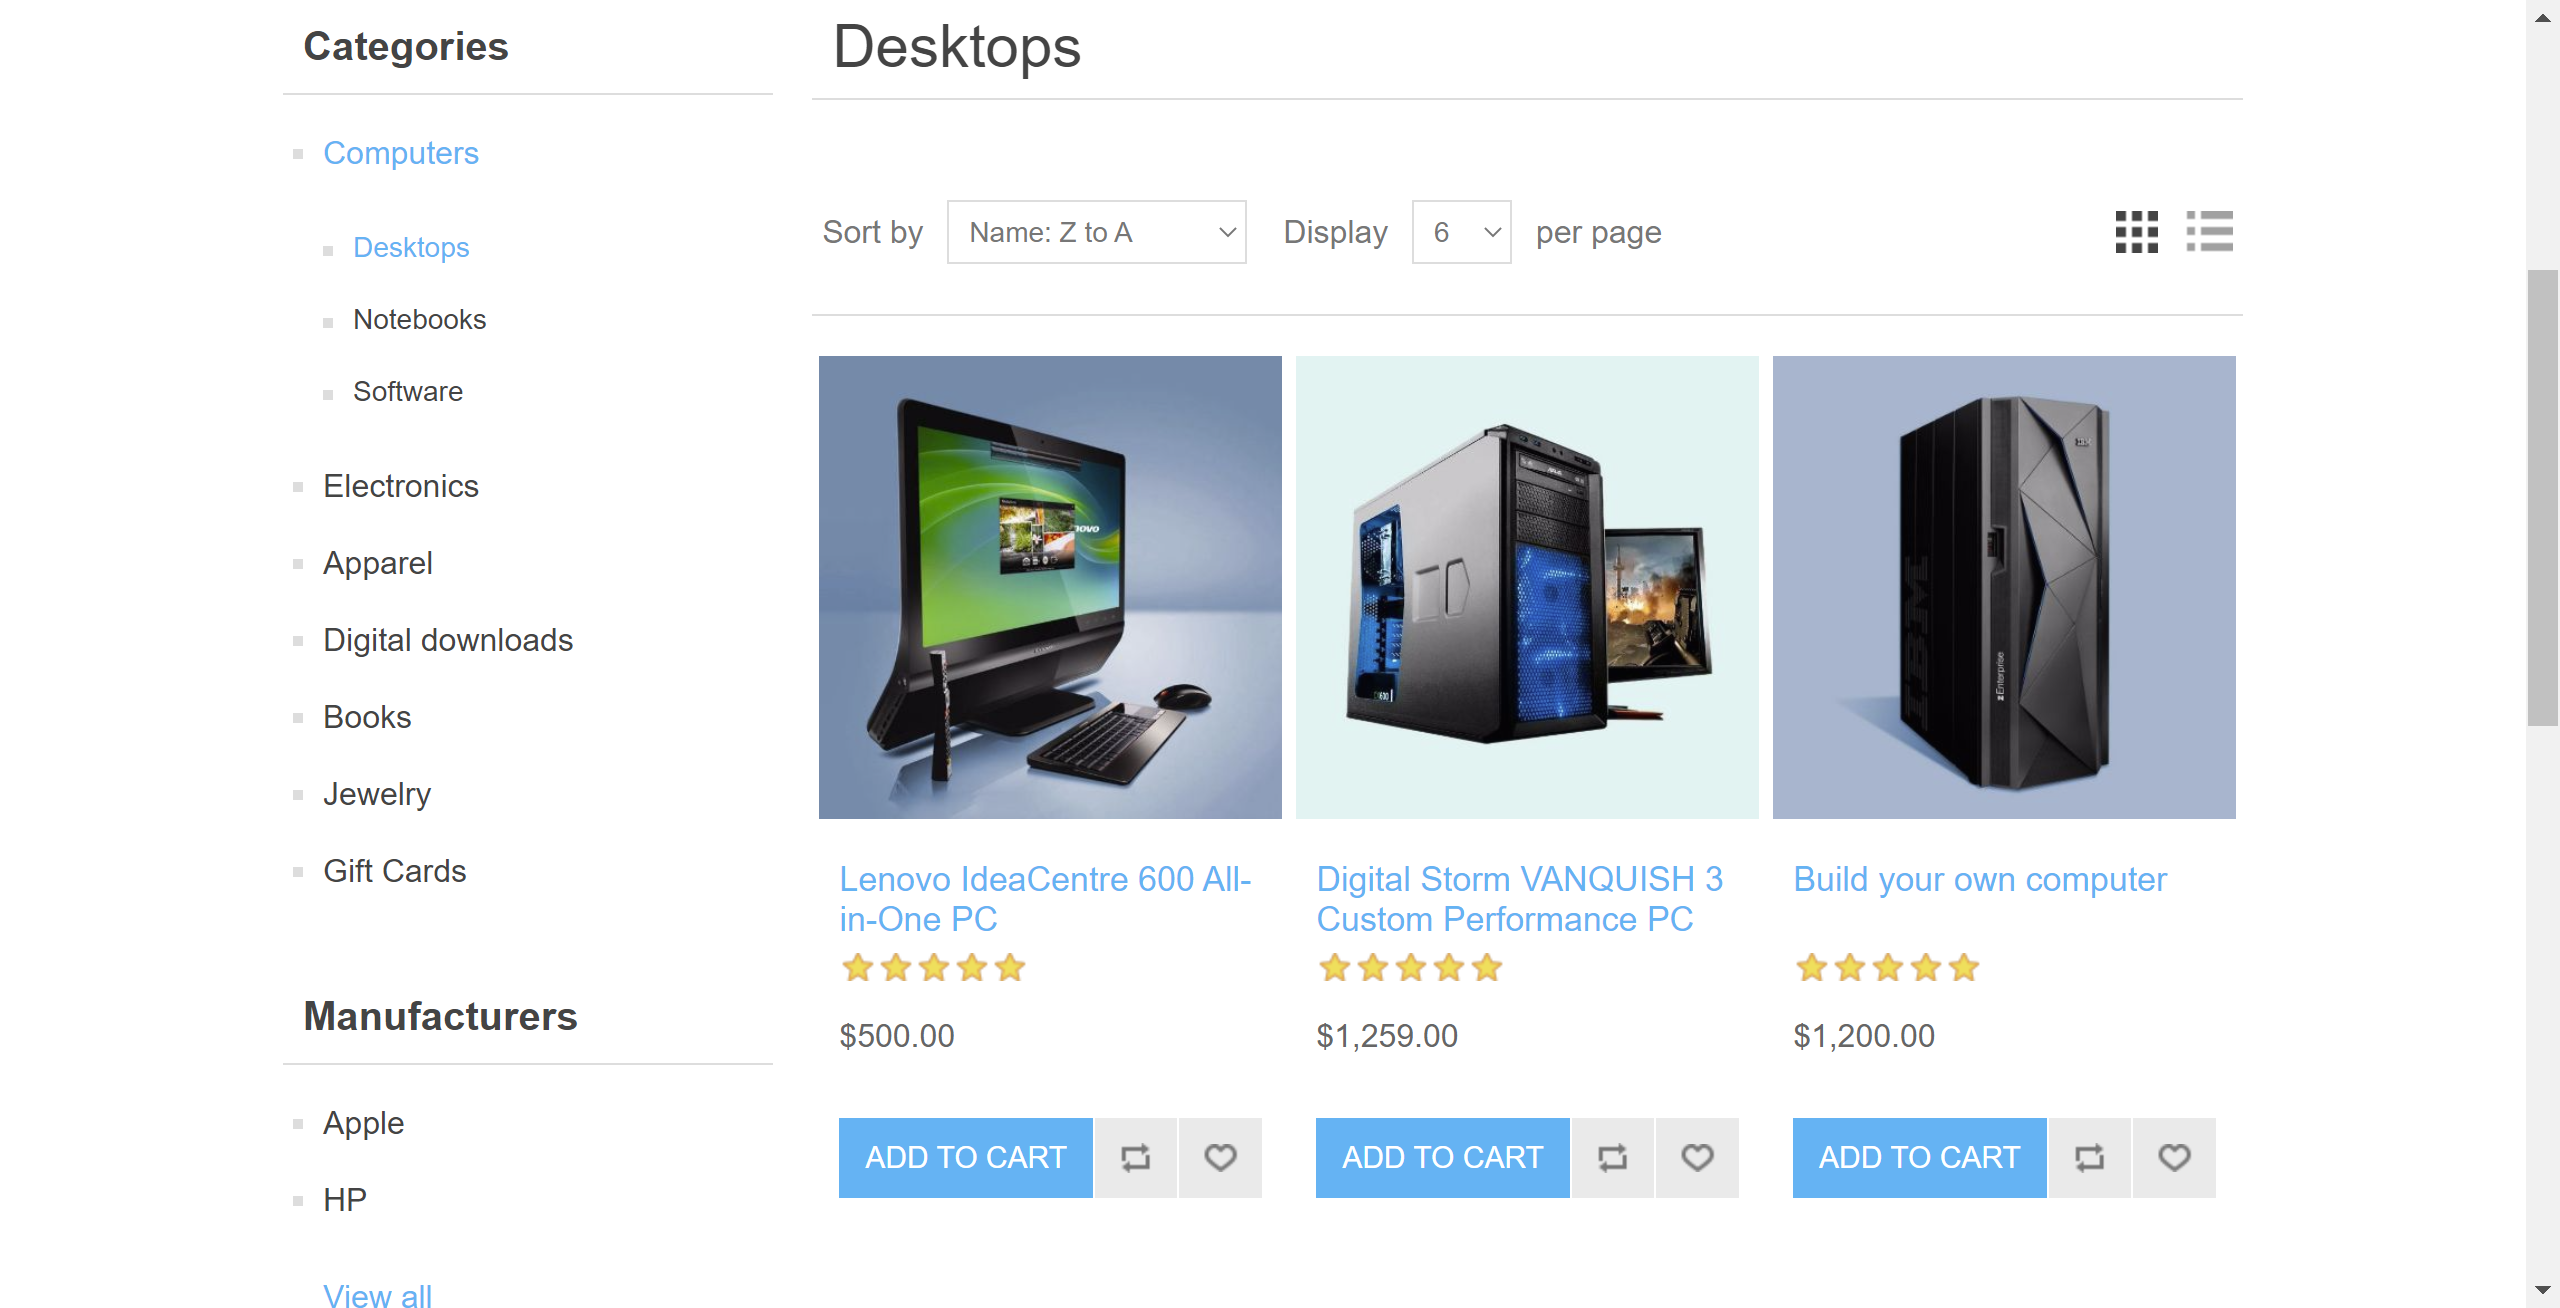 Categories
Computers
Desktops
Notebooks
Software
Electronics
Apparel
Digital downloads
Books
Jewelry
Gift Cards
Manufacturers
Apple
HP
View all
Desktops
Sort by Name: Z to A Display 6 per page
Lenovo IdeaCentre 600 All-
in-One PC
$500.00
ADD TO CART
Digital Storm VANQUISH 3
Custom Performance PC
$1,259.00
ADD TO CART
IBM
Enterprise
Build your own computer
$1,200.00
ADD TO CART